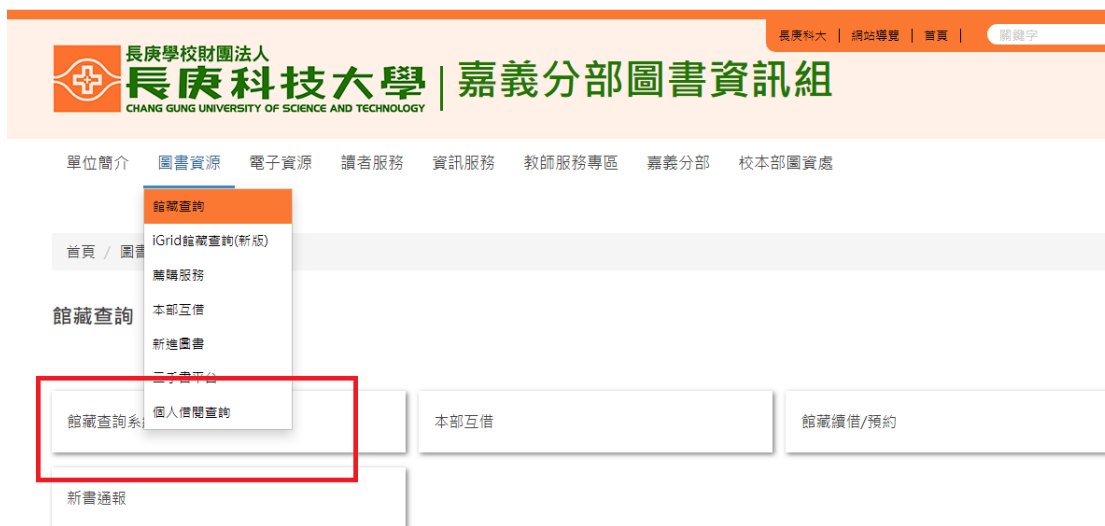 長庚科大 | 網站導覽 | 首頁 |
關鍵字
長庚學校財團法人
長庚科技大學
CHANG GUNG UNIVERSITY OF SCIENCE AND TECHNOLOGY
嘉義分部圖書資訊組
單位簡介 圖書資源 電子資源 讀者服務 資訊服務 教師服務專區 嘉義分部 校本部圖資處
館藏查詢
iGrid館藏查詢(新版)
薦購服務
本部互借
新進圖書
二手書平台
個人借閱查詢
首頁 / 圖書
館藏查詢
館藏查詢系
本部互借
館藏續借/預約
新書通報